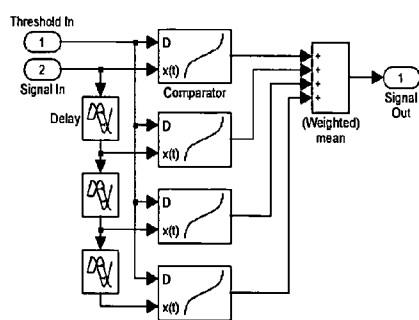 Threshold In
1
2
Signal In
D
x(t)
Comparator
Delay
D
x(t)
D
x(t)
D
x(t)
+
+
+
+
(Weighted)
mean
1
Signal
Out